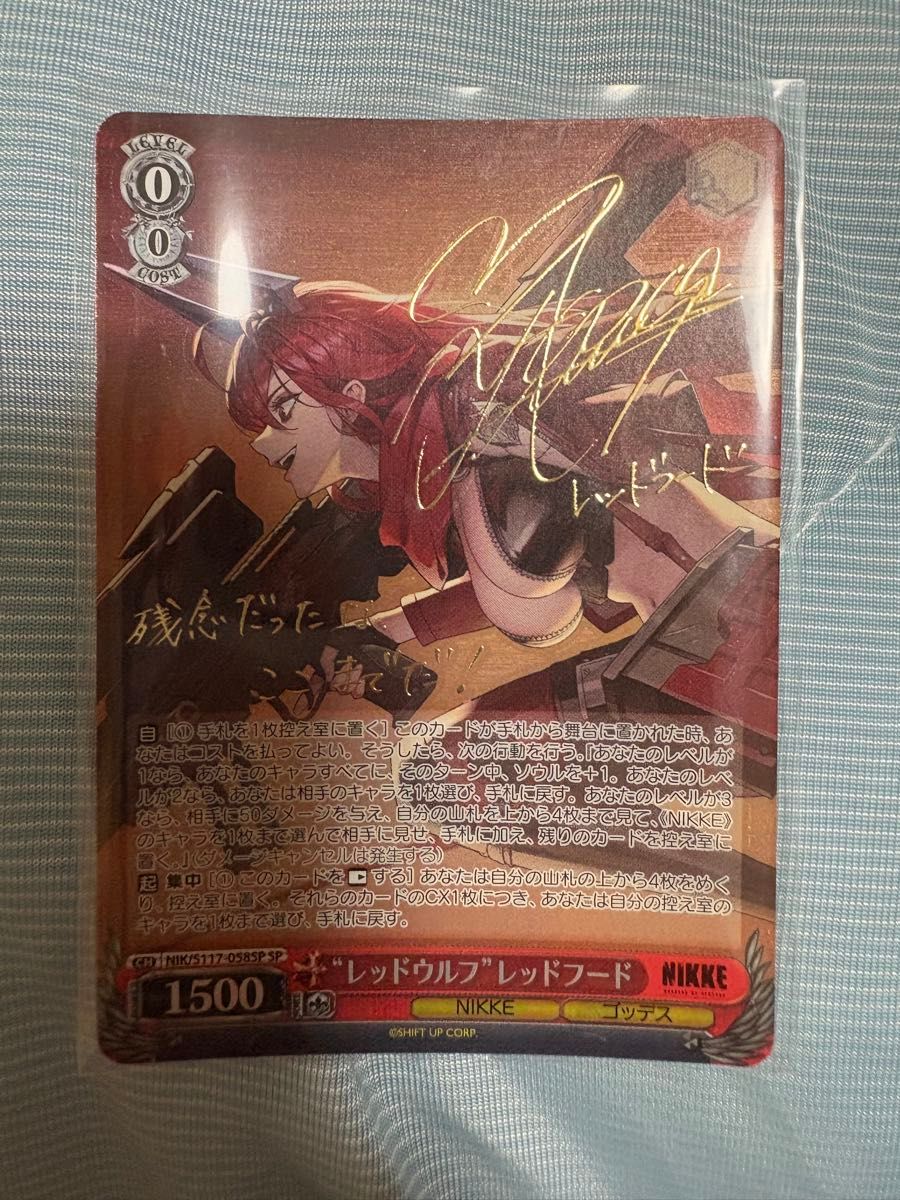 LEVEL
0
0
COST
レッドフード
残念だったな
ここまでだ!
自 [① 手札を1枚控え室に置く] このカードが手札から舞台に置かれた時、あ
なたはコストを払ってよい。そうしたら、次の行動を行う。『あなたのレベルが
1なら、あなたのキャラすべてに、そのターン中、ソウルを+1。あなたのレベ
ルが2なら、あなたは相手のキャラを1枚選び、手札に戻す。あなたのレベルが3
なら、相手に50ダメージを与え、自分の山札を上から4枚まで見て、《NIKKE》
のキャラを1枚まで選んで相手に見せ、手札に加え、残りのカードを控え室に
置く。』(ダメージキャンセルは発生する)
起 集中 [① このカードを する] あなたは自分の山札の上から4枚をめく
り、控え室に置く。それらのカードのCX1枚につき、あなたは自分の控え室の
キャラを1枚まで選び、手札に戻す。
CH NIK/S117-058SP SP
"レッドウルフ"レッドフード
NIKKE
1500
NIKKE
ゴッデス
©SHIFT UP CORP.